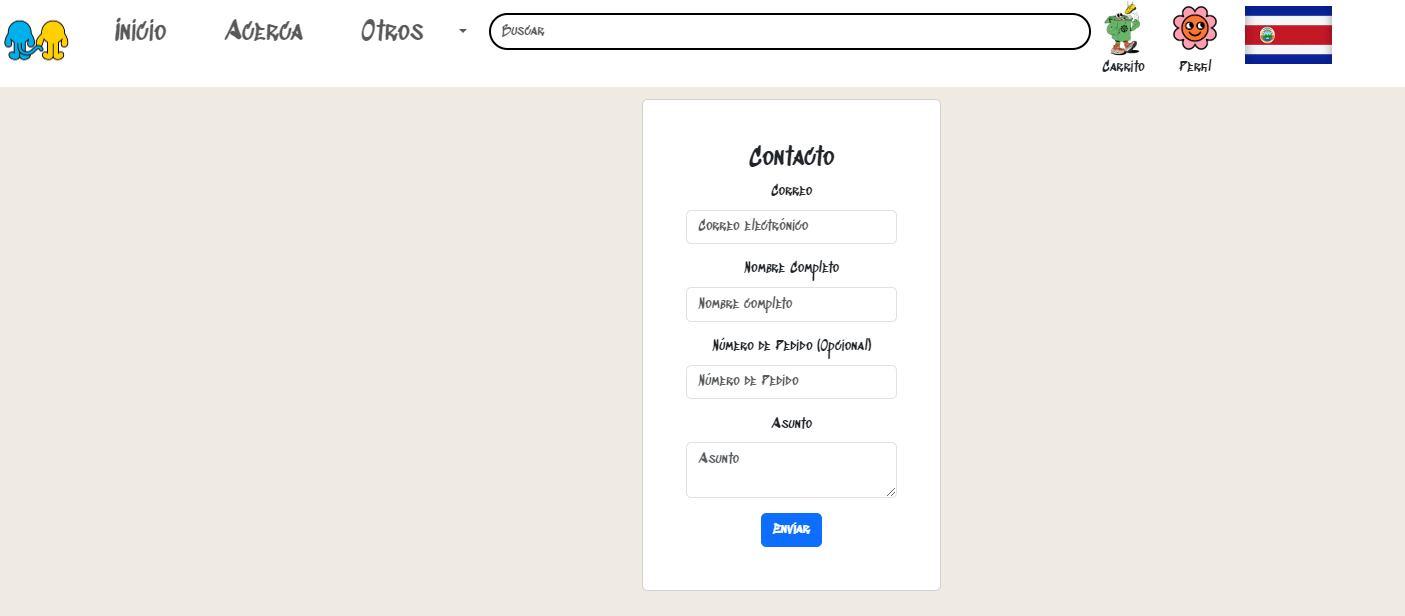 Inicio
Acerca
Otros
Buscar
Carrito
Perfil
Contacto
Correo
Correo electrónico
Nombre Completo
Nombre completo
Número de Pedido (Opcional)
Número de Pedido
Asunto
Asunto
Enviar